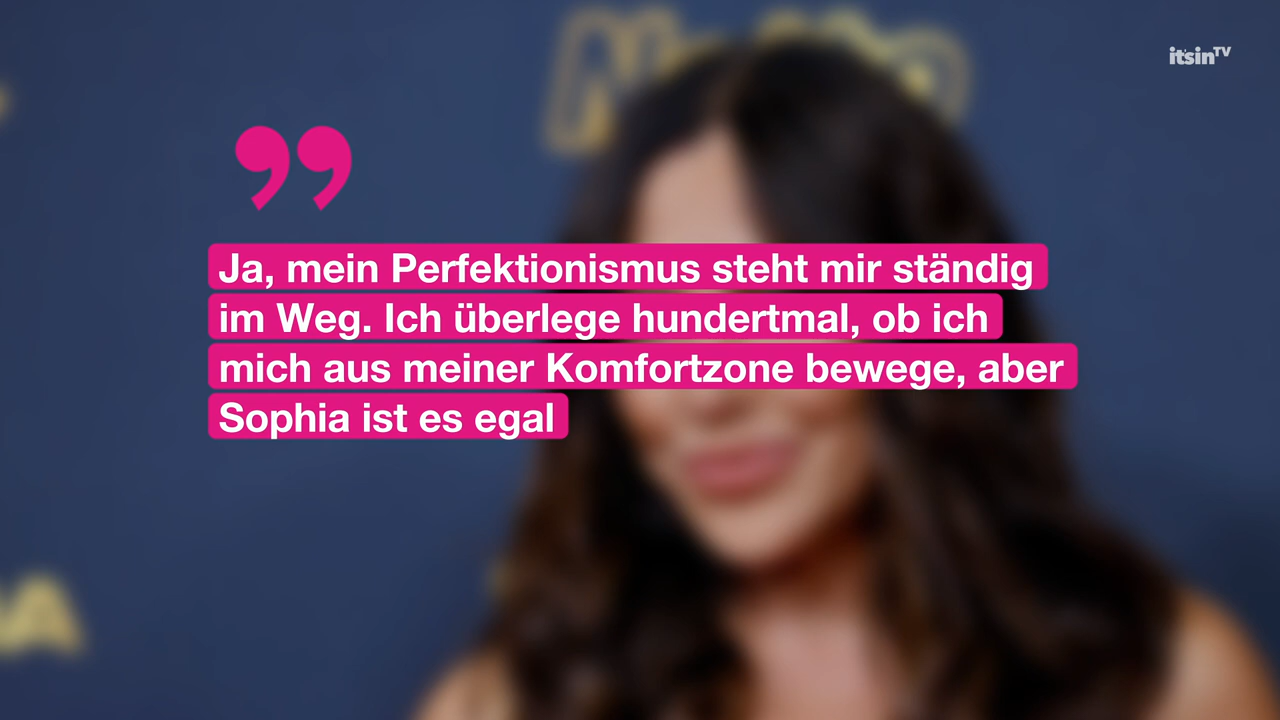 itsinTV
Ja, mein Perfektionismus steht mir ständig
im Weg. Ich überlege hundertmal, ob ich
mich aus meiner Komfortzone bewege, aber
Sophia ist es egal